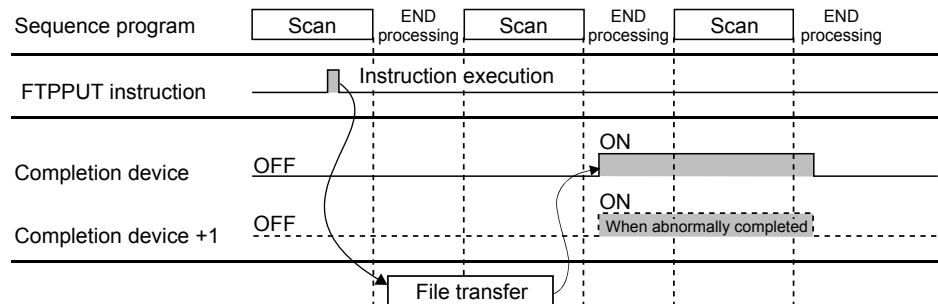 Sequence program Scan END processing Scan END processing Scan END processing
FTPPUT instruction Instruction execution
Completion device OFF ON
Completion device +1 OFF ON When abnormally completed
File transfer